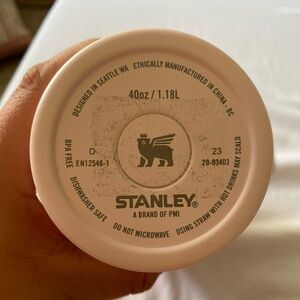 DESIGNED IN SEATTLE WA ETHICALLY MANUFACTURED IN CHINA - BC
40oz / 1.18L
D 23
EN12546-1 20-03403
STANLEY®
A BRAND OF PMI
BPA FREE DISHWASHER SAFE DO NOT MICROWAVE USING STRAW WITH HOT DRINKS MAY SCALD